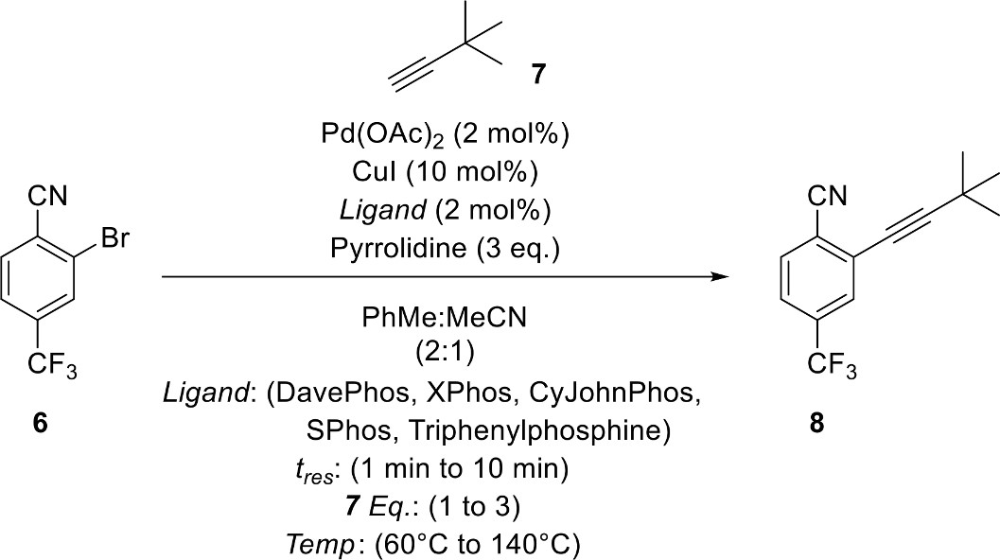 7
Pd(OAc)2 (2 mol%)
CuI (10 mol%)
Ligand (2 mol%)
Pyrrolidine (3 eq.)
CN
Br
CF3
6
PhMe:MeCN
(2:1)
Ligand: (DavePhos, XPhos, CyJohnPhos,
SPhos, Triphenylphosphine)
tres: (1 min to 10 min)
7 Eq.: (1 to 3)
Temp: (60°C to 140°C)
CN
CF3
8